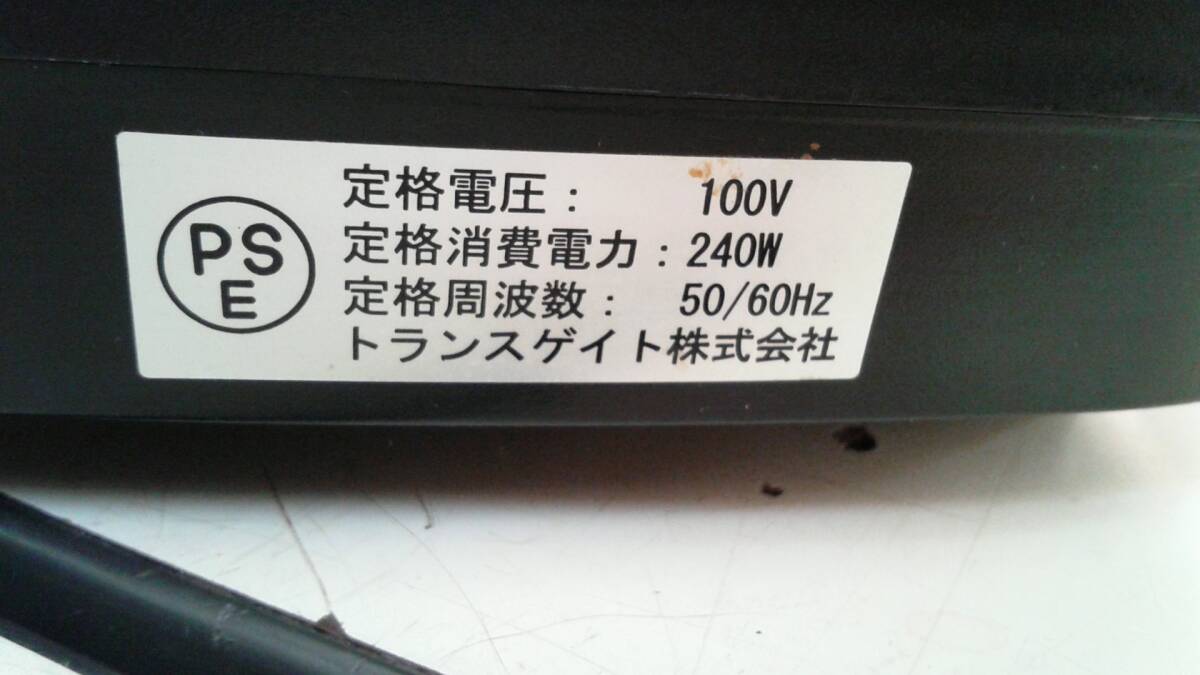 PS
E
定格電圧： 100V
定格消費電力：240W
定格周波数： 50/60Hz
トランスゲイト株式会社